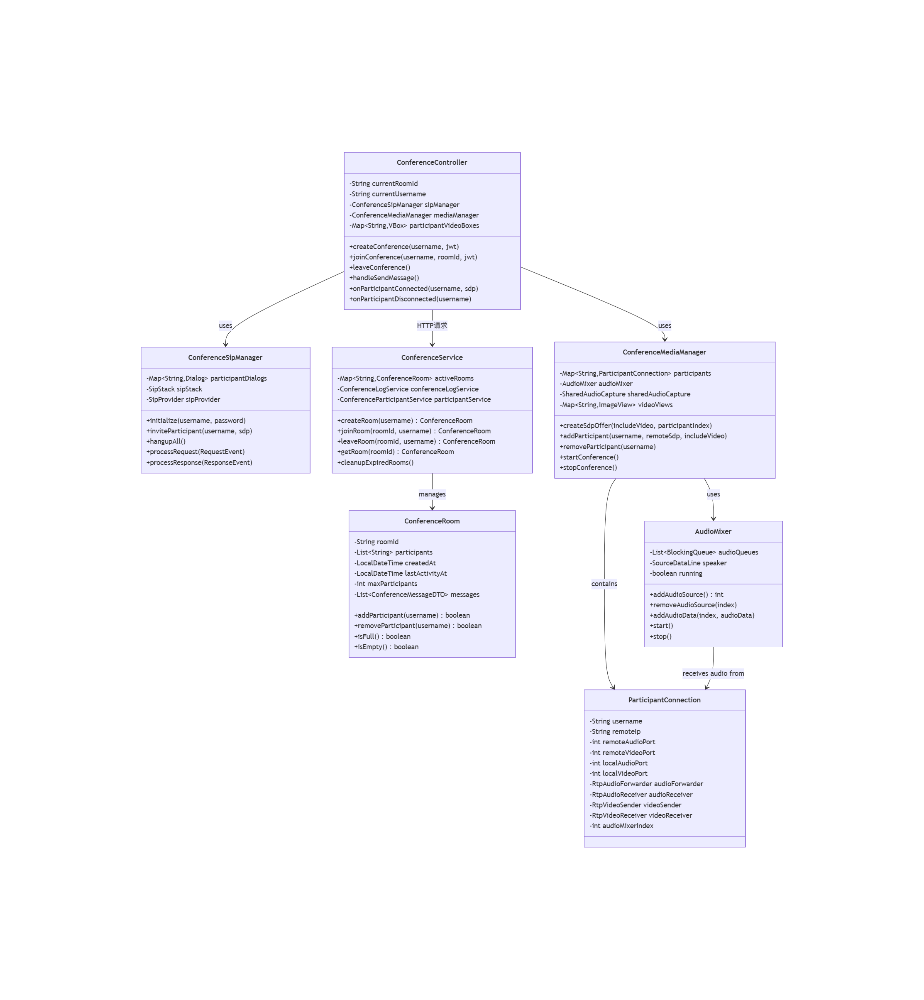 ConferenceController
-String currentRoomId
-String currentUsername
-ConferenceSipManager sipManager
-ConferenceMediaManager mediaManager
-Map<String,VBox> participantVideoBoxes
+createConference(username, jwt)
+joinConference(username, roomId, jwt)
+leaveConference()
+handleSendMessage()
+onParticipantConnected(username, sdp)
+onParticipantDisconnected(username)
uses
HTTP请求
uses
ConferenceSipManager
-Map<String,Dialog> participantDialogs
-SipStack sipStack
-SipProvider sipProvider
+initialize(username, password)
+inviteParticipant(username, sdp)
+hangupAll()
+processRequest(RequestEvent)
+processResponse(ResponseEvent)
ConferenceService
-Map<String,ConferenceRoom> activeRooms
-ConferenceLogService conferenceLogService
-ConferenceParticipantService participantService
+createRoom(username) : ConferenceRoom
+joinRoom(roomId, username) : ConferenceRoom
+leaveRoom(roomId, username) : ConferenceRoom
+getRoom(roomId) : ConferenceRoom
+cleanupExpiredRooms()
ConferenceMediaManager
-Map<String,ParticipantConnection> participants
-AudioMixer audioMixer
-SharedAudioCapture sharedAudioCapture
-Map<String,ImageView> videoViews
+createSdpOffer(includeVideo, participantIndex)
+addParticipant(username, remoteSdp, includeVideo)
+removeParticipant(username)
+startConference()
+stopConference()
manages
uses
ConferenceRoom
-String roomId
-List<String> participants
-LocalDateTime createdAt
-LocalDateTime lastActivityAt
-int maxParticipants
-List<ConferenceMessageDTO> messages
+addParticipant(username) : boolean
+removeParticipant(username) : boolean
+isFull() : boolean
+isEmpty() : boolean
contains
AudioMixer
-List<BlockingQueue> audioQueues
-SourceDataLine speaker
-boolean running
+addAudioSource() : int
+removeAudioSource(index)
+addAudioData(index, audioData)
+start()
+stop()
receives audio from
ParticipantConnection
-String username
-String remoteIp
-int remoteAudioPort
-int remoteVideoPort
-int localAudioPort
-int localVideoPort
-RtpAudioForwarder audioForwarder
-RtpAudioReceiver audioReceiver
-RtpVideoSender videoSender
-RtpVideoReceiver videoReceiver
-int audioMixerIndex